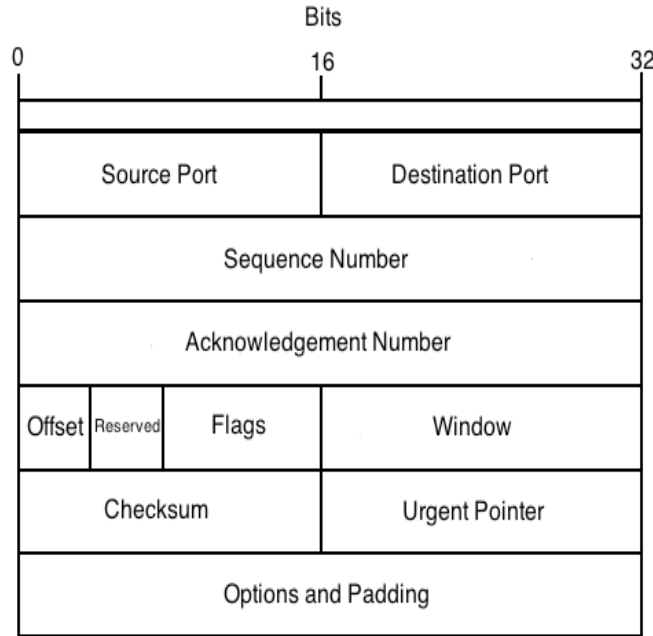 Bits
0 16 32
Source Port Destination Port
Sequence Number
Acknowledgement Number
Offset Reserved Flags Window
Checksum Urgent Pointer
Options and Padding